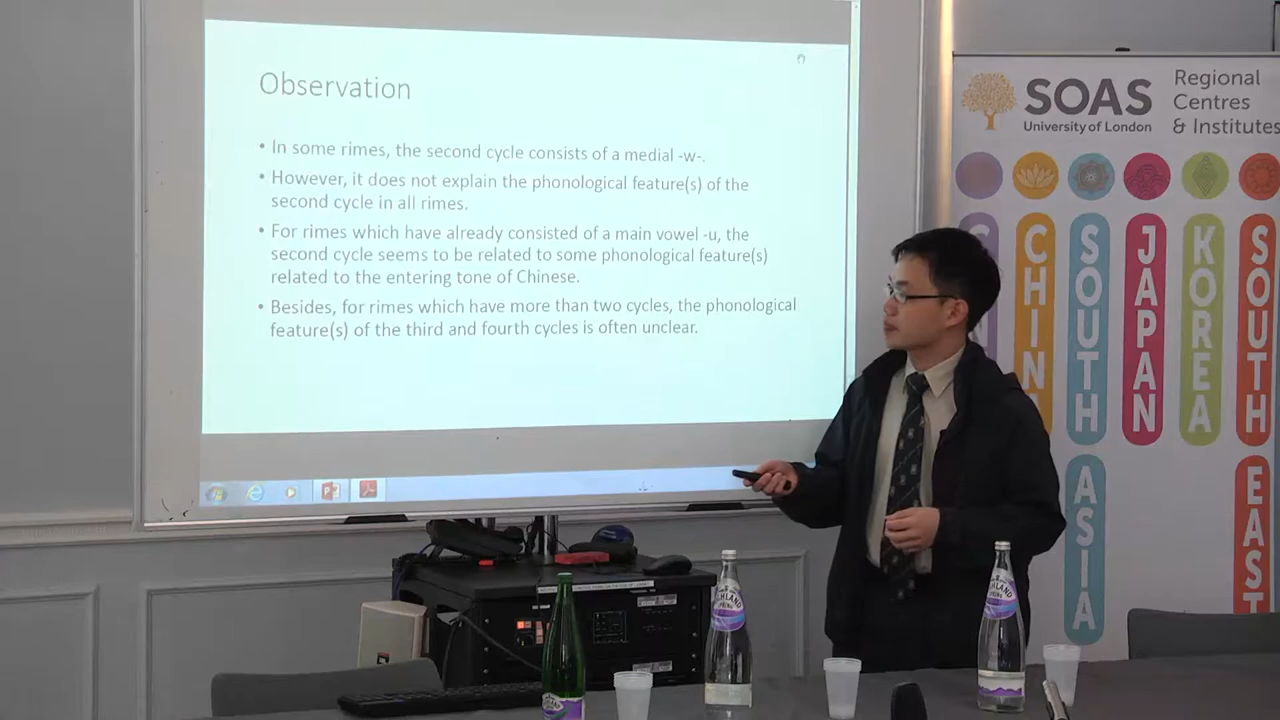 Observation
• In some rimes, the second cycle consists of a medial -w-.
• However, it does not explain the phonological feature(s) of the
second cycle in all rimes.
• For rimes which have already consisted of a main vowel -u, the
second cycle seems to be related to some phonological feature(s)
related to the entering tone of Chinese.
• Besides, for rimes which have more than two cycles, the phonological
feature(s) of the third and fourth cycles is often unclear.
SOAS
University of London
Regional
Centres
& Institutes
CHINA
SOUTH
ASIA
JAPAN
KOREA
SOUTH
EAST
HIGHLAND
SPRING